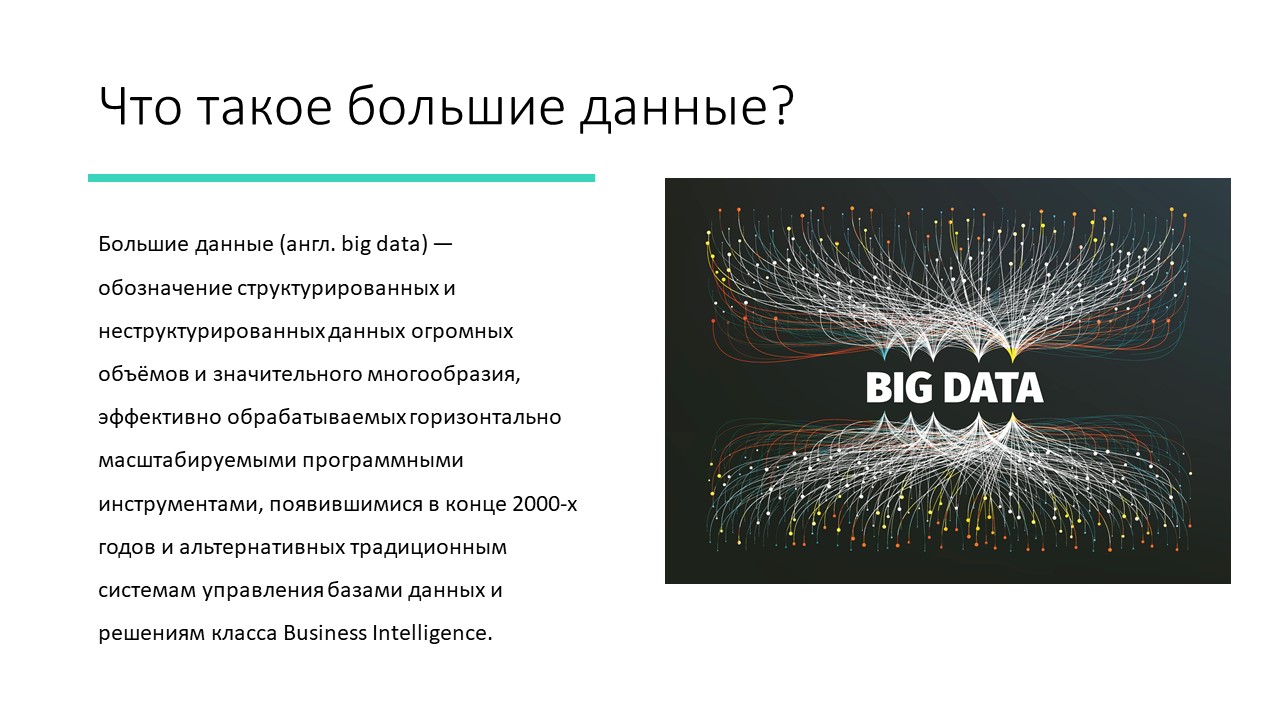 Что такое большие данные?
Большие данные (англ. big data) —
обозначение структурированных и
неструктурированных данных огромных
объёмов и значительного многообразия,
эффективно обрабатываемых горизонтально
масштабируемыми программными
инструментами, появившимися в конце 2000-х
годов и альтернативных традиционным
системам управления базами данных и
решениям класса Business Intelligence.
BIG DATA